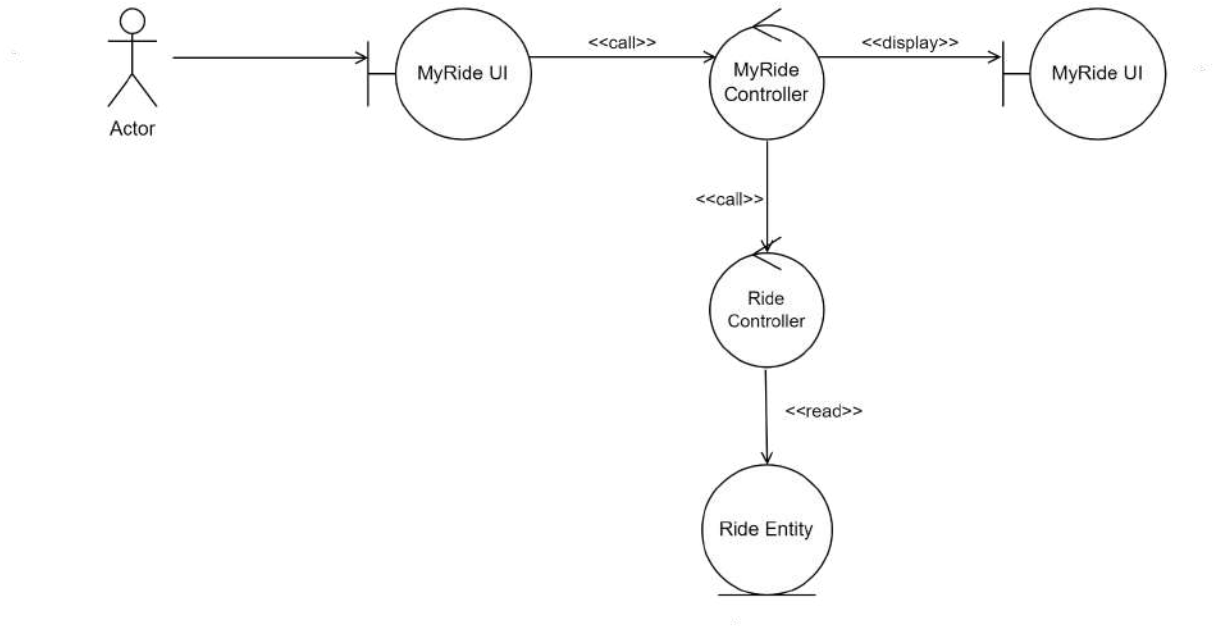 <<call>>
<<display>>
MyRide UI
MyRide
Controller
MyRide UI
Actor
<<call>>
Ride
Controller
<<read>>
Ride Entity